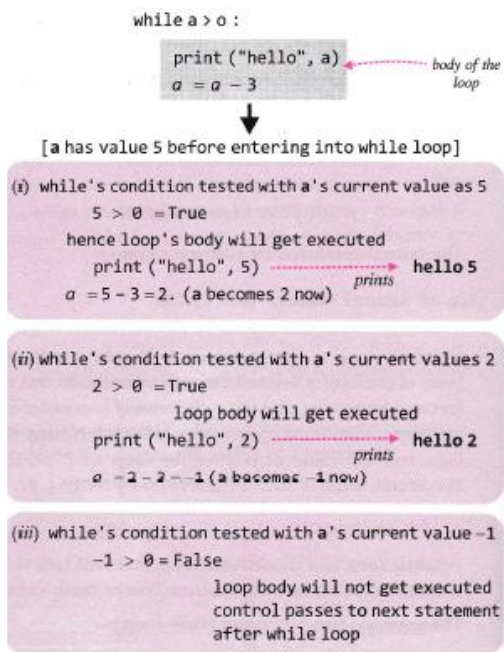 while a > o :
print ("hello", a)
a = a - 3
body of the
loop
[a has value 5 before entering into while loop]
(i) while's condition tested with a's current value as 5
5 > 0 = True
hence loop's body will get executed
print ("hello", 5) prints hello 5
a = 5 - 3 = 2. (a becomes 2 now)
(ii) while's condition tested with a's current values 2
2 > 0 = True
loop body will get executed
print ("hello", 2) prints hello 2
a = 2 - 3 = -1 (a becomes -1 now)
(iii) while's condition tested with a's current value -1
-1 > 0 = False
loop body will not get executed
control passes to next statement
after while loop